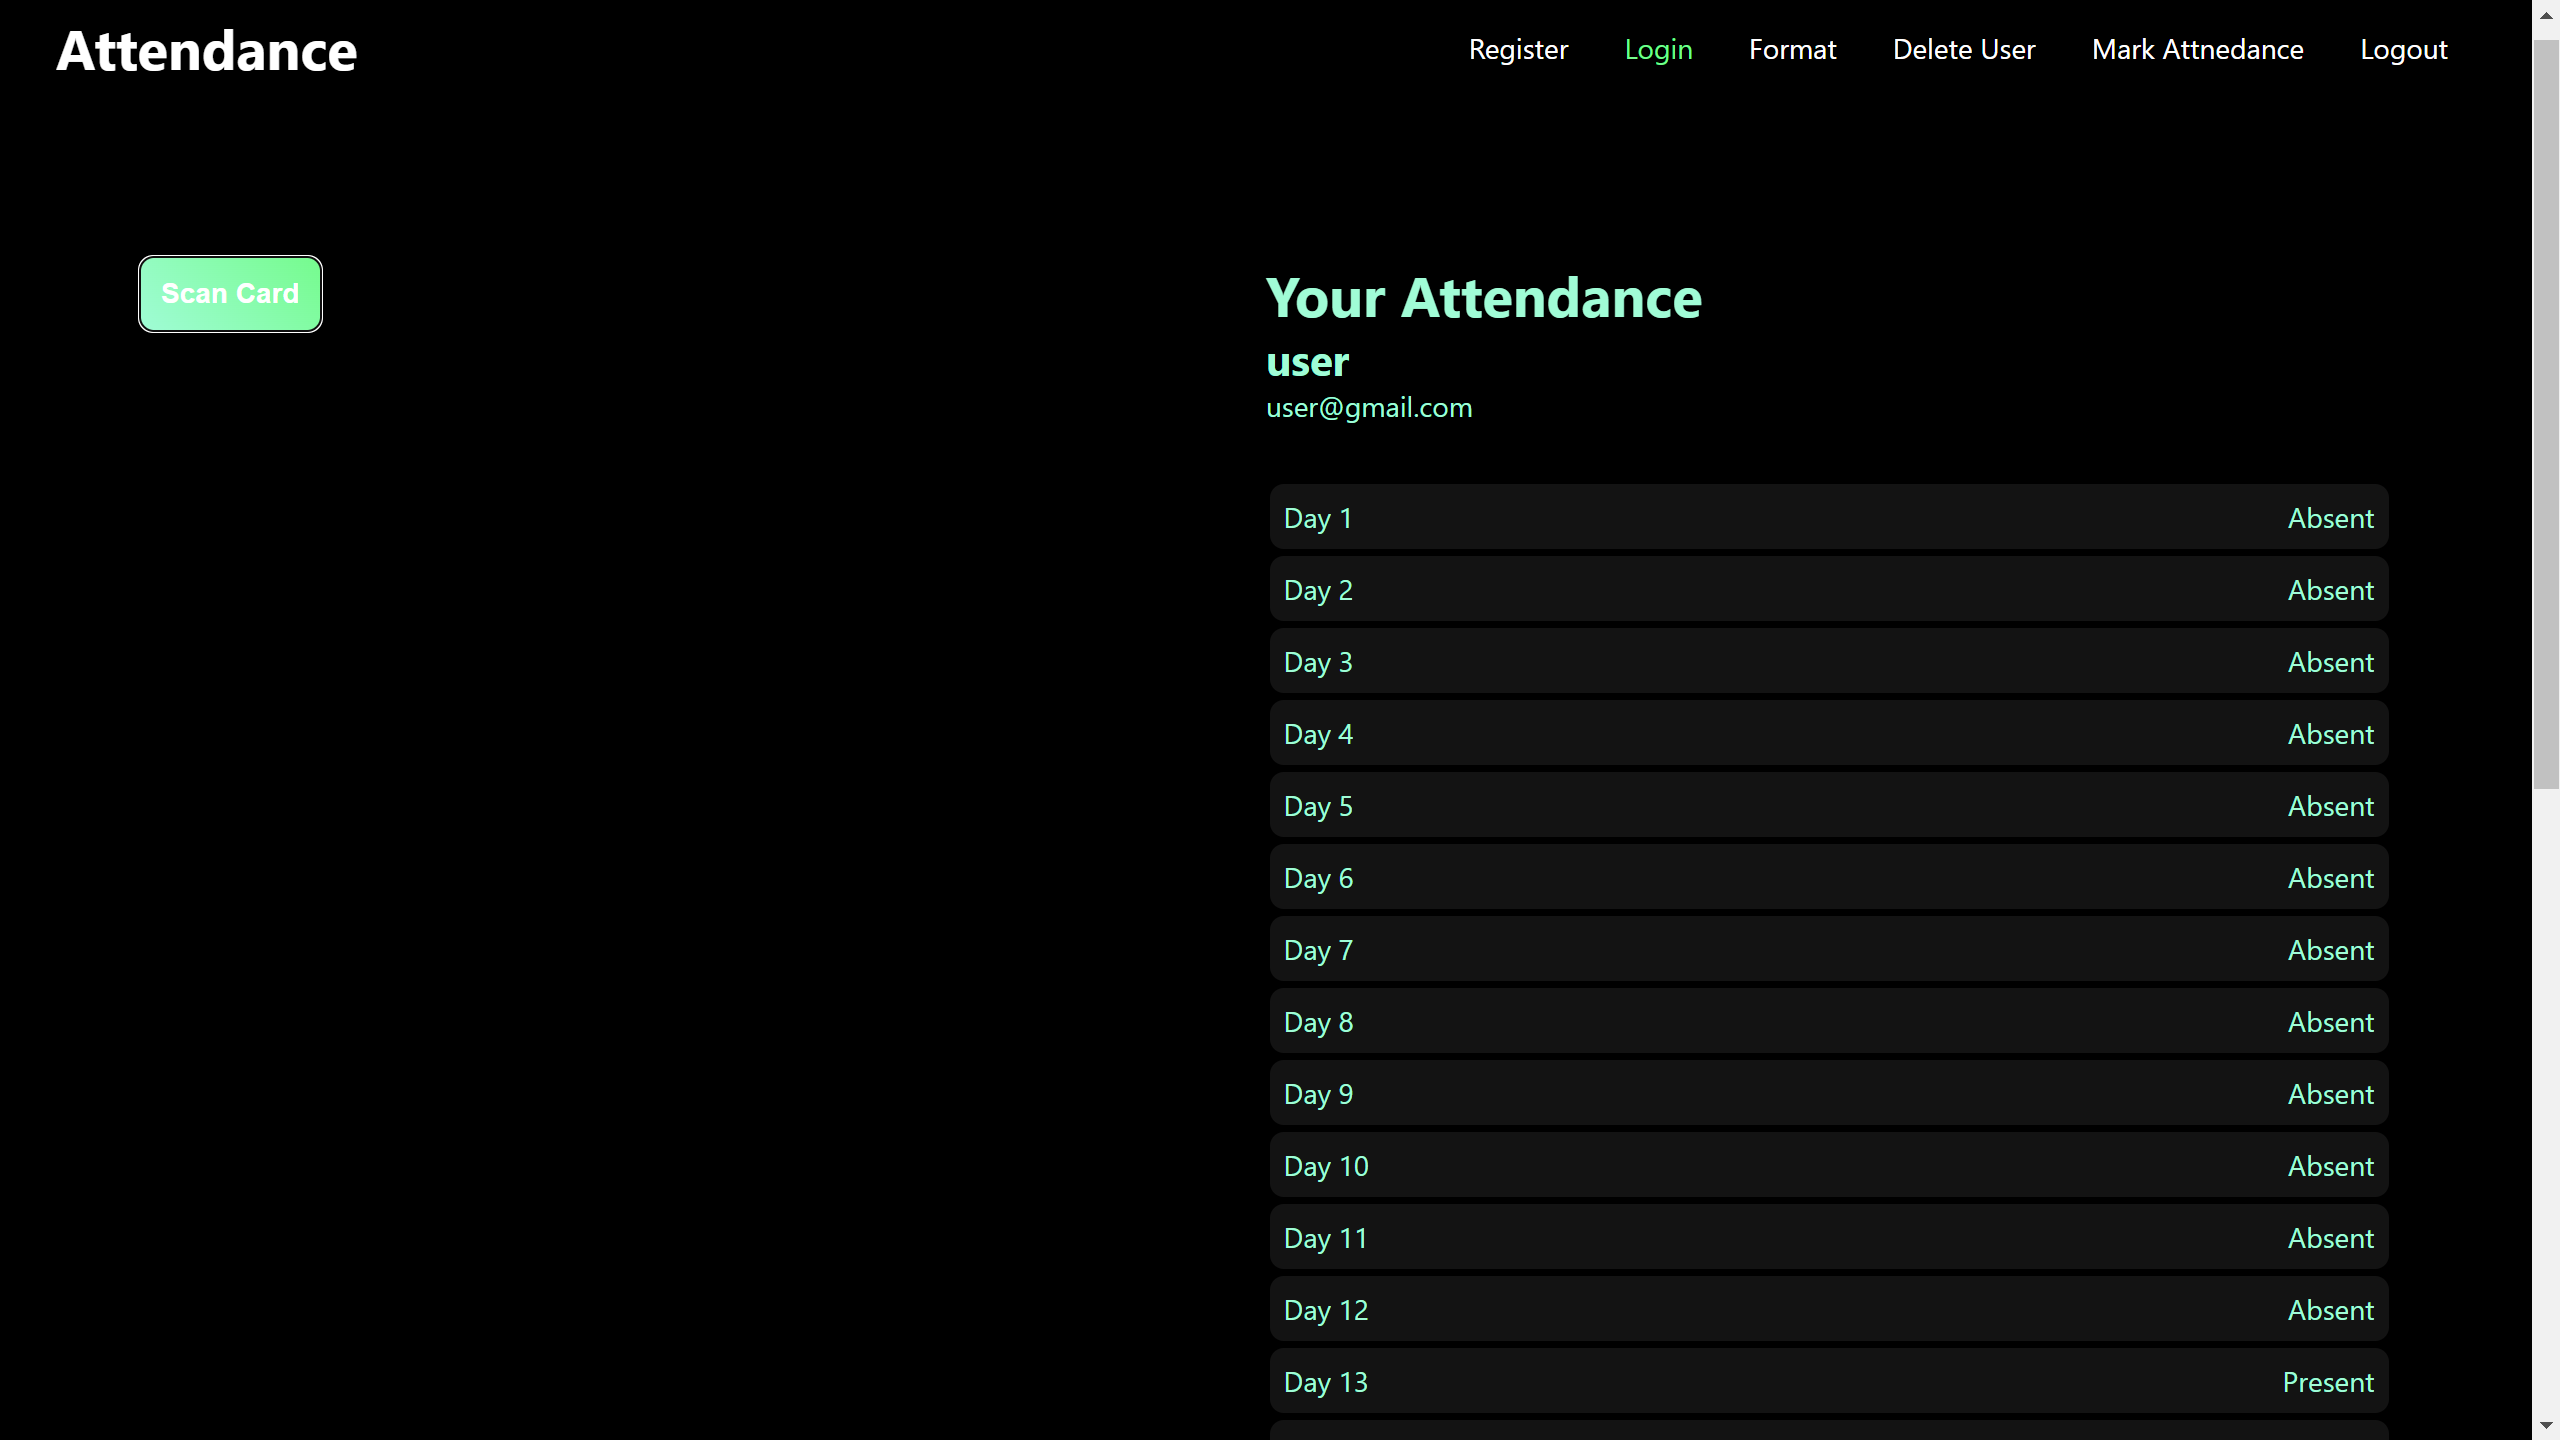 Attendance
Register Login Format Delete User Mark Attnedance Logout
Scan Card
Your Attendance
user
user@gmail.com
Day 1 Absent
Day 2 Absent
Day 3 Absent
Day 4 Absent
Day 5 Absent
Day 6 Absent
Day 7 Absent
Day 8 Absent
Day 9 Absent
Day 10 Absent
Day 11 Absent
Day 12 Absent
Day 13 Present